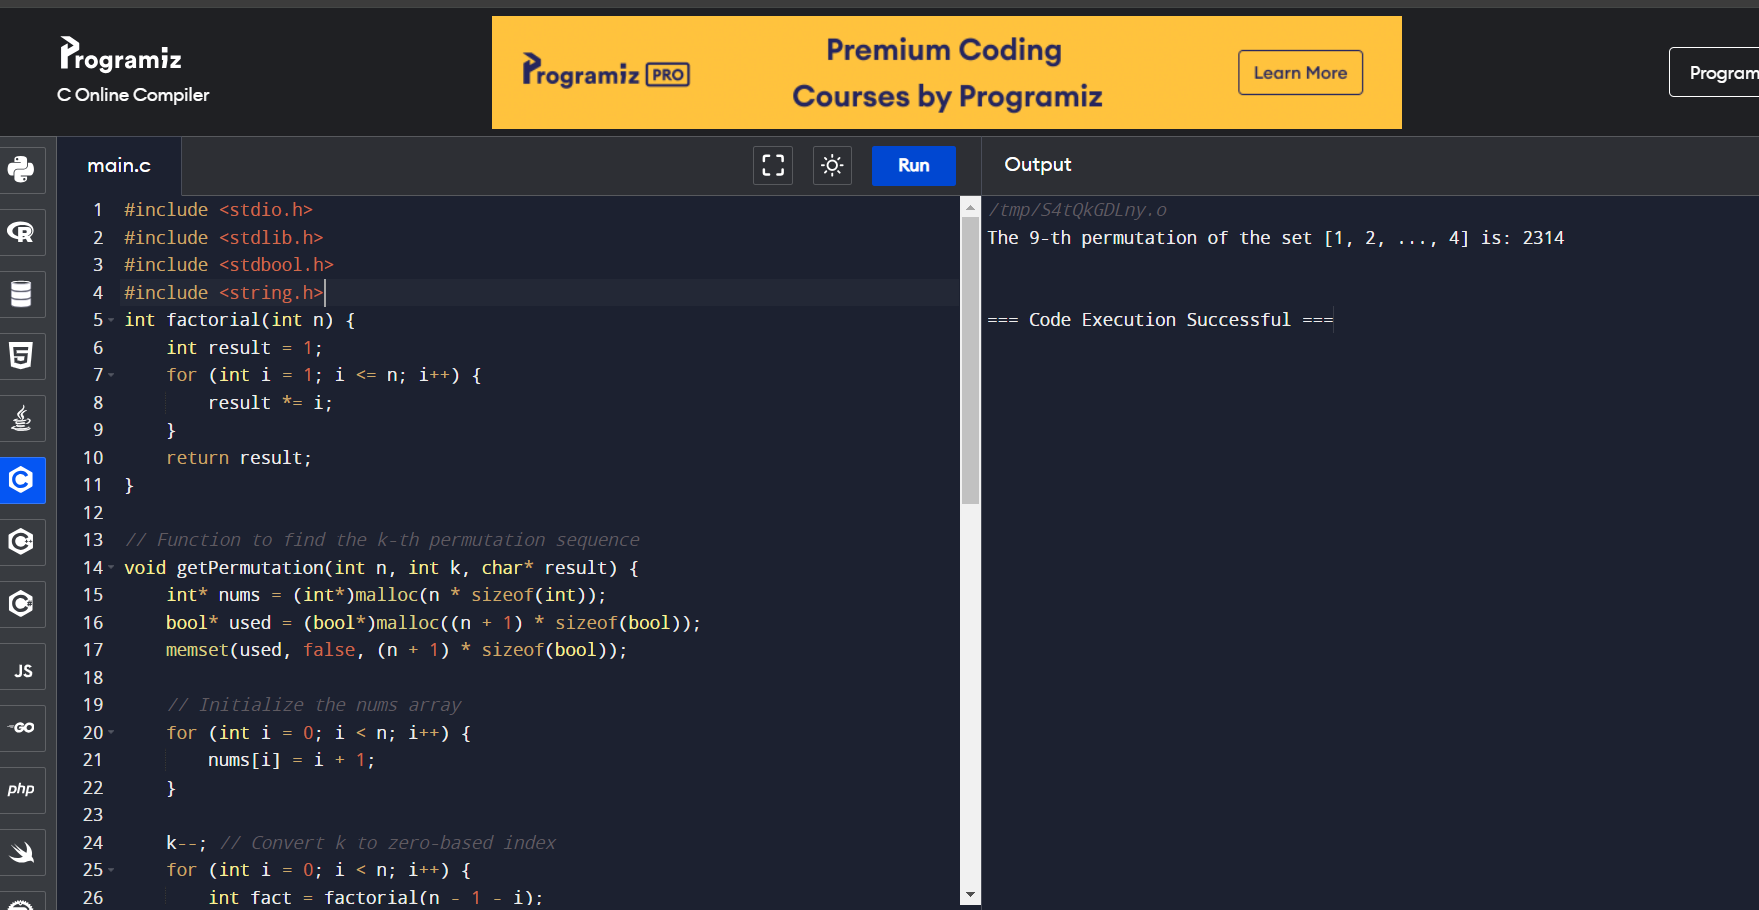 Programiz
C Online Compiler
Programiz PRO
Premium Coding
Courses by Programiz
Learn More
Program
main.c
Run
Output
1 #include <stdio.h>
2 #include <stdlib.h>
3 #include <stdbool.h>
4 #include <string.h>
5 int factorial(int n) {
6 int result = 1;
7 for (int i = 1; i <= n; i++) {
8 result *= i;
9 }
10 return result;
11 }
12
13 // Function to find the k-th permutation sequence
14 void getPermutation(int n, int k, char* result) {
15 int* nums = (int*)malloc(n * sizeof(int));
16 bool* used = (bool*)malloc((n + 1) * sizeof(bool));
17 memset(used, false, (n + 1) * sizeof(bool));
18
19 // Initialize the nums array
20 for (int i = 0; i < n; i++) {
21 nums[i] = i + 1;
22 }
23
24 k--; // Convert k to zero-based index
25 for (int i = 0; i < n; i++) {
26 int fact = factorial(n - 1 - i);
/tmp/S4tQkGDLny.o
The 9-th permutation of the set [1, 2, ..., 4] is: 2314
=== Code Execution Successful ===
R
5
C
C++
C#
JS
GO
php